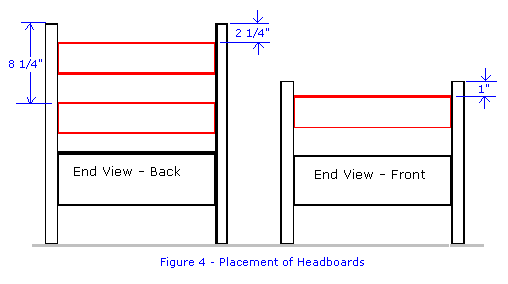 2 1/4"
8 1/4"
1"
End View - Back
End View - Front
Figure 4 - Placement of Headboards